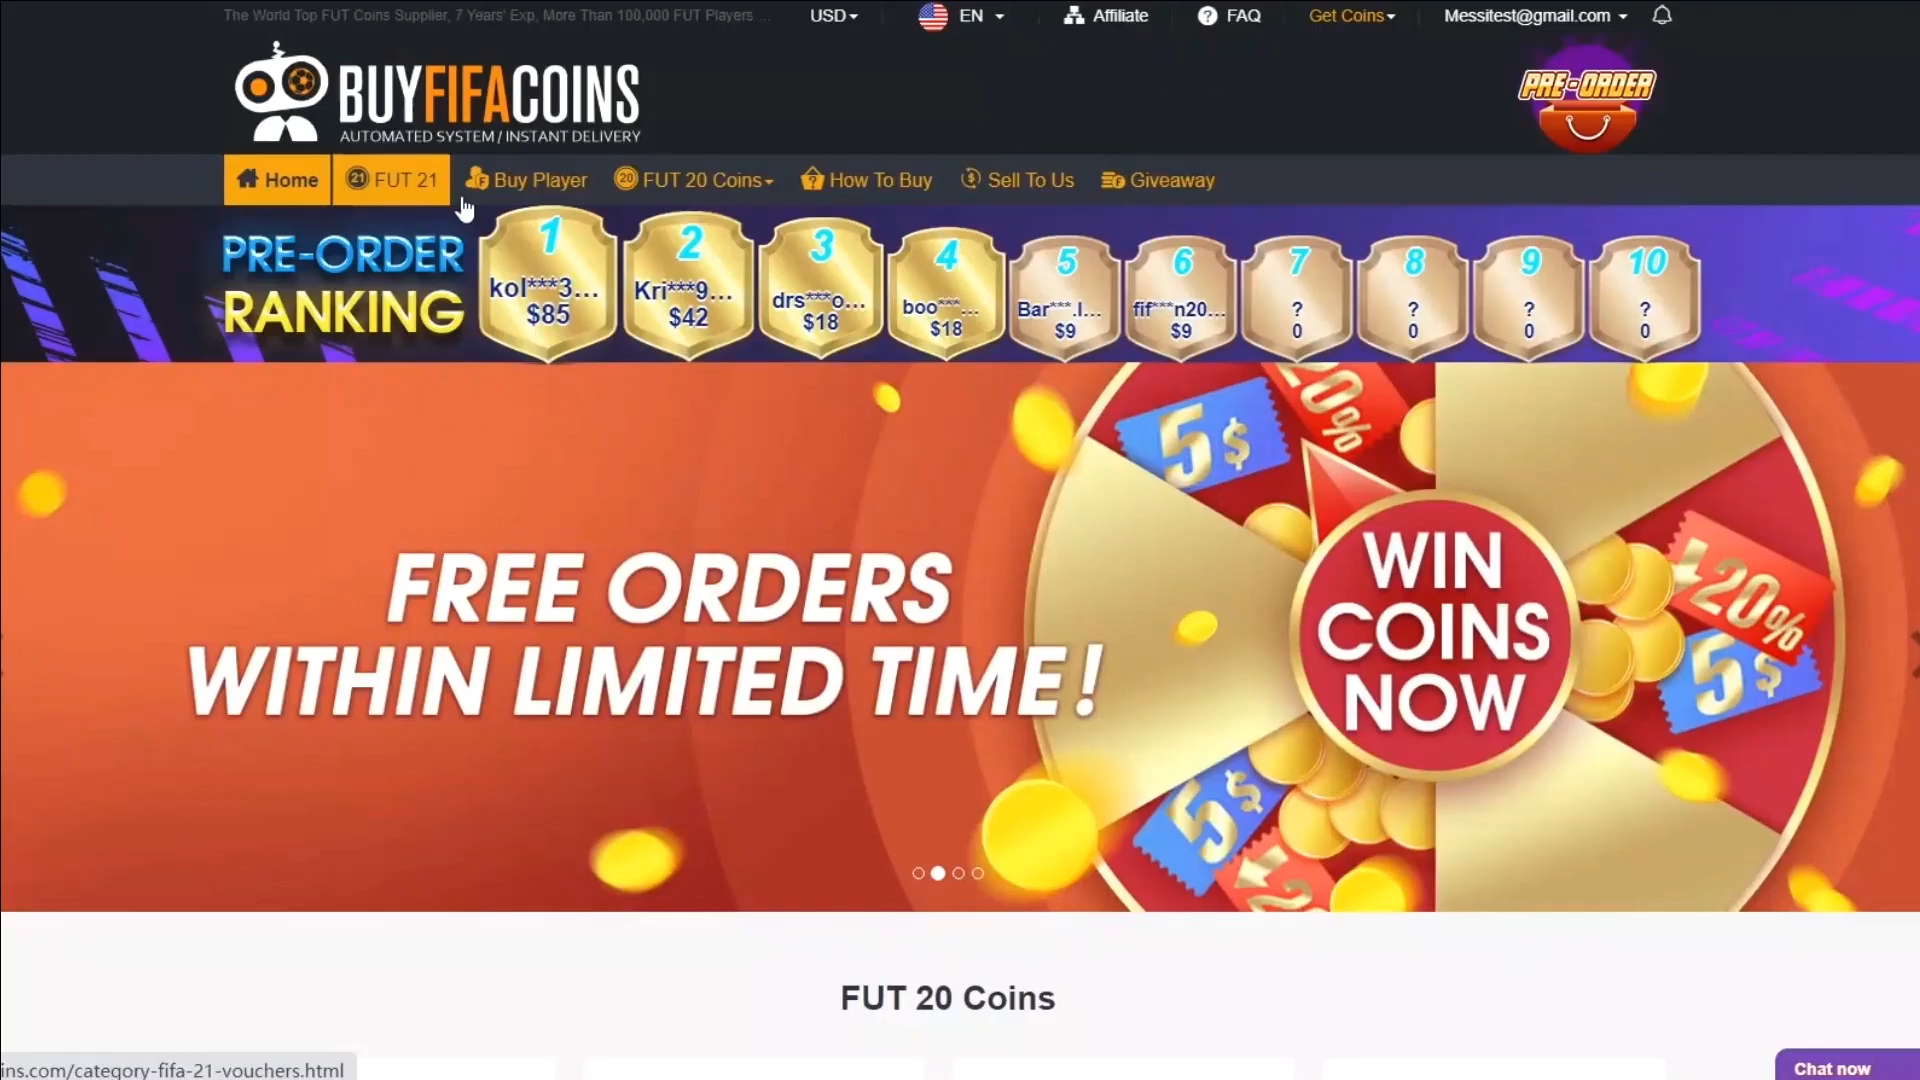 The World Top FUT Coins Supplier, 7 Years' Exp, More Than 100,000 FUT Players ...
USD
EN
Affiliate
? FAQ
Get Coins
Messitest@gmail.com
BUYFIFACOINS
AUTOMATED SYSTEM / INSTANT DELIVERY
PRE-ORDER
Home
21 FUT 21
Buy Player
20 FUT 20 Coins
How To Buy
Sell To Us
Giveaway
PRE-ORDER
RANKING
1
kol***3...
$85
2
Kri***9...
$42
3
drs***o...
$18
4
boo***...
$18
5
Bar***.l...
$9
6
fif***n20...
$9
7
?
0
8
?
0
9
?
0
10
?
0
FREE ORDERS
WITHIN LIMITED TIME!
5$
20%
WIN
COINS
NOW
20%
5$
5$
FUT 20 Coins
ins.com/category-fifa-21-vouchers.html
Chat now